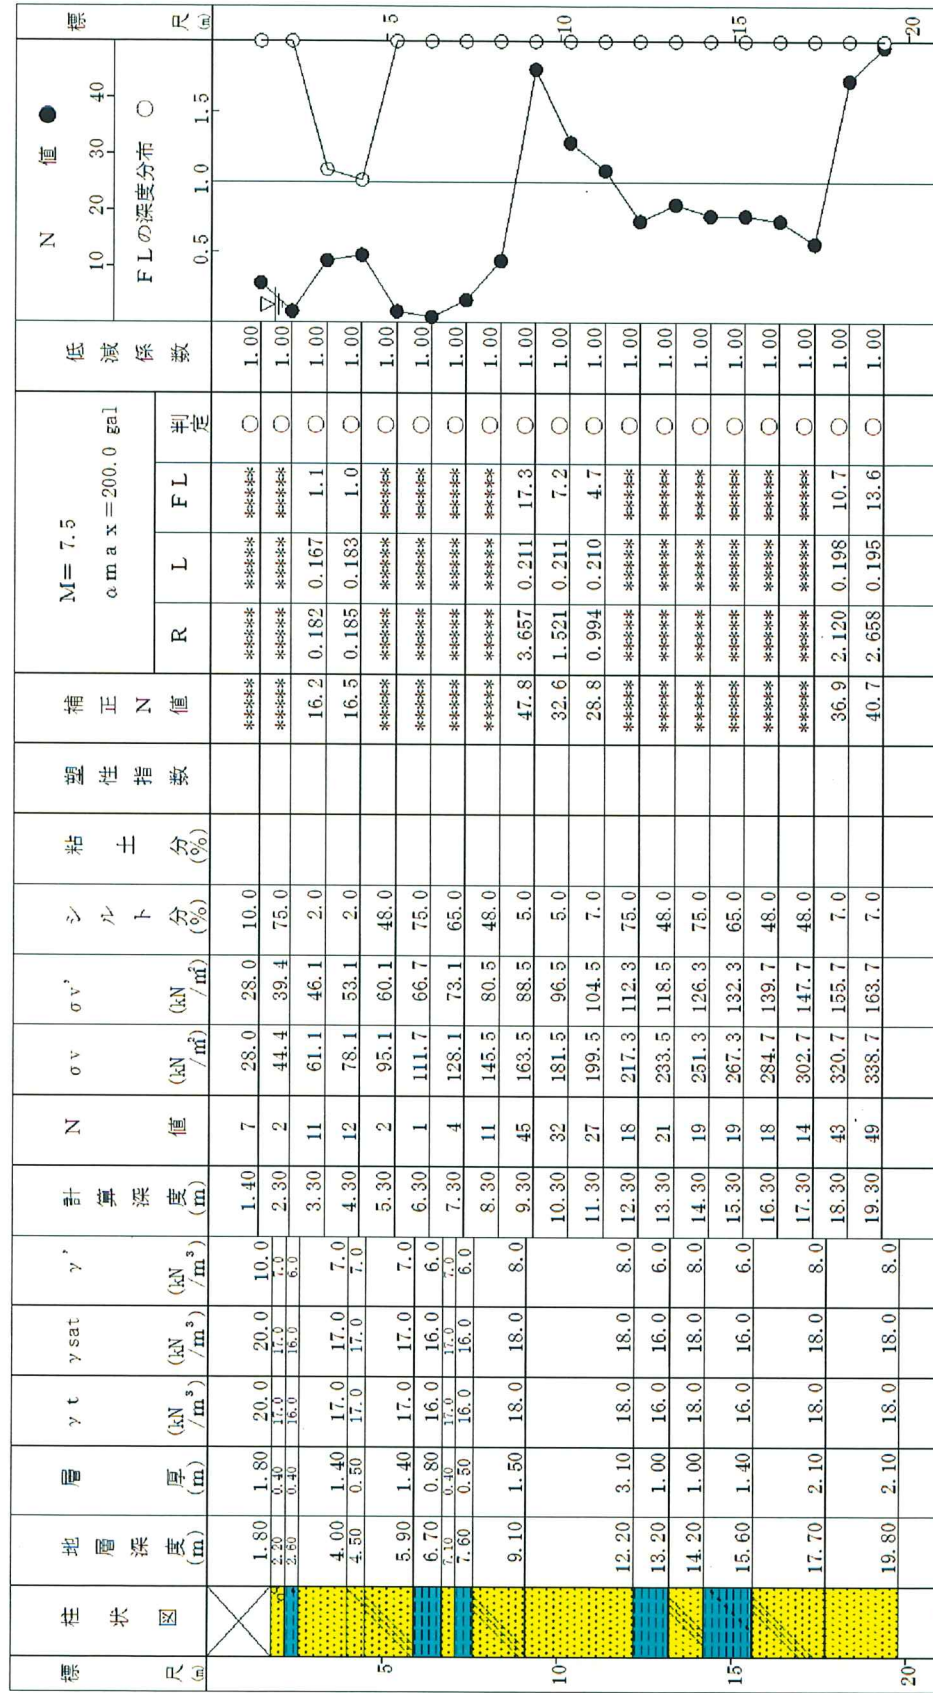 標尺(m) 柱状図 地層深度(m) 層厚(m) γt(kN/m³) γsat(kN/m³) γ'(kN/m³) 計算深度(m) N値 σv(kN/㎡) σv'(kN/㎡) シルト分(%) 粘土分(%) 塑性指数 補正N値
M= 7.5
αmax=200.0 gal
R L FL 判定
低減係数
N 値 ●
10 20 30 40
FLの深度分布 ○
0.5 1.0 1.5
標尺(m)
1.80 1.80 20.0 20.0 10.0
2.20 0.40 17.0 17.0 7.0
2.60 0.40 16.0 16.0 6.0
4.00 1.40 17.0 17.0 7.0
4.50 0.50 17.0 17.0 7.0
5.90 1.40 17.0 17.0 7.0
6.70 0.80 16.0 16.0 6.0
7.10 0.40 17.0 17.0 7.0
7.60 0.50 16.0 16.0 6.0
9.10 1.50 18.0 18.0 8.0
12.20 3.10 18.0 18.0 8.0
13.20 1.00 16.0 16.0 6.0
14.20 1.00 18.0 18.0 8.0
15.60 1.40 16.0 16.0 6.0
17.70 2.10 18.0 18.0 8.0
19.80 2.10 18.0 18.0 8.0
1.40 7 28.0 28.0 10.0 ***** ***** ***** ***** ○ 1.00
2.30 2 44.4 39.4 75.0 ***** ***** ***** ***** ○ 1.00
3.30 11 61.1 46.1 2.0 16.2 0.182 0.167 1.1 ○ 1.00
4.30 12 78.1 53.1 2.0 16.5 0.185 0.183 1.0 ○ 1.00
5.30 2 95.1 60.1 48.0 ***** ***** ***** ***** ○ 1.00
6.30 1 111.7 66.7 75.0 ***** ***** ***** ***** ○ 1.00
7.30 4 128.1 73.1 65.0 ***** ***** ***** ***** ○ 1.00
8.30 11 145.5 80.5 48.0 ***** ***** ***** ***** ○ 1.00
9.30 45 163.5 88.5 5.0 47.8 3.657 0.211 17.3 ○ 1.00
10.30 32 181.5 96.5 5.0 32.6 1.521 0.211 7.2 ○ 1.00
11.30 27 199.5 104.5 7.0 28.8 0.994 0.210 4.7 ○ 1.00
12.30 18 217.3 112.3 75.0 ***** ***** ***** ***** ○ 1.00
13.30 21 233.5 118.5 48.0 ***** ***** ***** ***** ○ 1.00
14.30 19 251.3 126.3 75.0 ***** ***** ***** ***** ○ 1.00
15.30 19 267.3 132.3 65.0 ***** ***** ***** ***** ○ 1.00
16.30 18 284.7 139.7 48.0 ***** ***** ***** ***** ○ 1.00
17.30 14 302.7 147.7 48.0 ***** ***** ***** ***** ○ 1.00
18.30 43 320.7 155.7 7.0 36.9 2.120 0.198 10.7 ○ 1.00
19.30 49 338.7 163.7 7.0 40.7 2.658 0.195 13.6 ○ 1.00
5 10 15 20
5 10 15 20